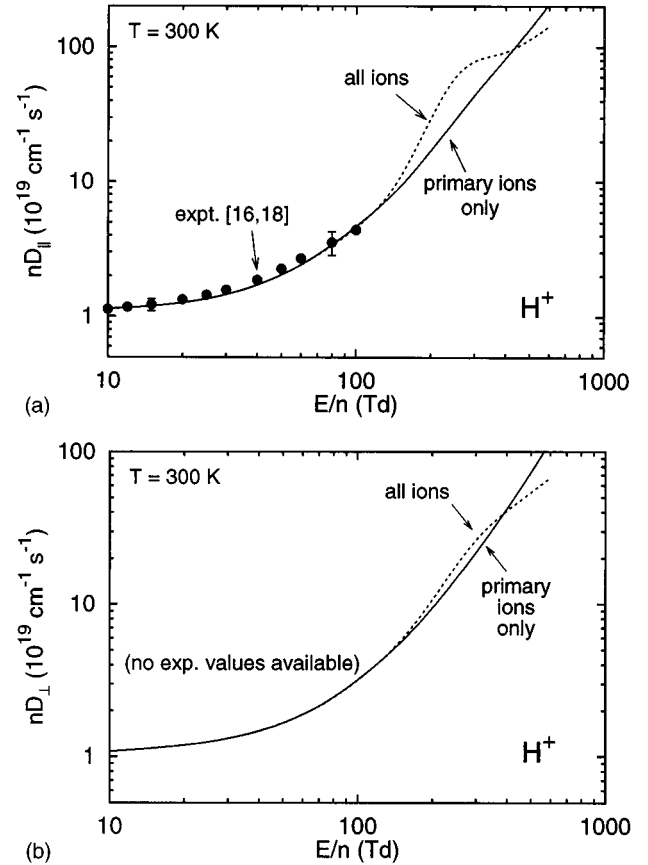 T = 300 K
100
all ions
nD∥ (10¹⁹ cm⁻¹ s⁻¹)
10
primary ions
only
expt. [16,18]
1
H⁺
10
100
1000
(a)
E/n (Td)
100
T = 300 K
all ions
nD⊥ (10¹⁹ cm⁻¹ s⁻¹)
10
primary
ions
only
(no exp. values available)
1
H⁺
10
100
1000
(b)
E/n (Td)